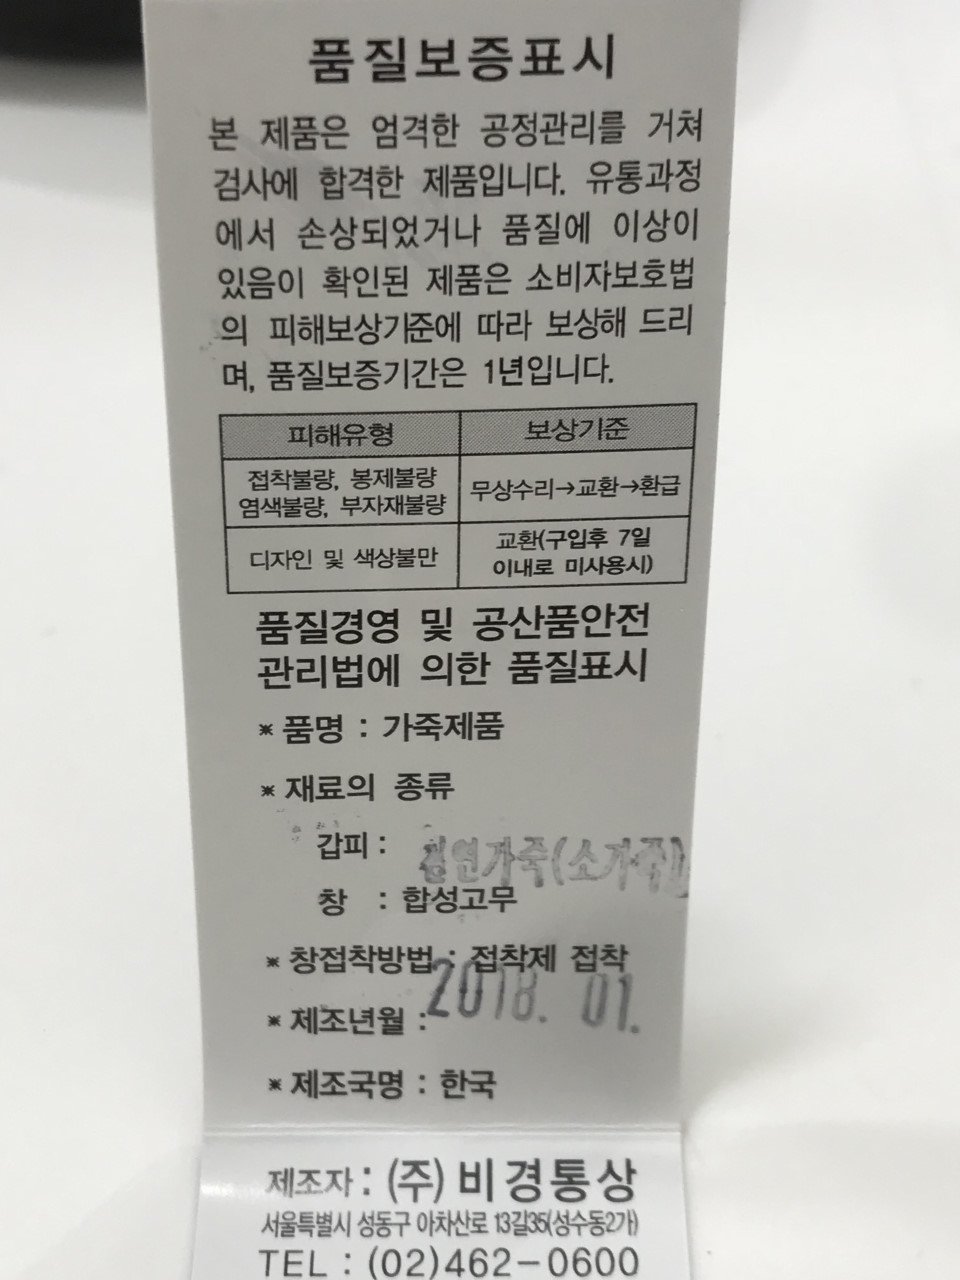 품질보증표시
본 제품은 엄격한 공정관리를 거쳐
검사에 합격한 제품입니다. 유통과정
에서 손상되었거나 품질에 이상이
있음이 확인된 제품은 소비자보호법
의 피해보상기준에 따라 보상해 드리
며, 품질보증기간은 1년입니다.
피해유형 보상기준
접착불량, 봉제불량
염색불량, 부자재불량
무상수리→교환→환급
디자인 및 색상불만
교환(구입후 7일
이내로 미사용시)
품질경영 및 공산품안전
관리법에 의한 품질표시
※ 품명 : 가죽제품
※ 재료의 종류
갑피 : 천연가죽(소가죽)
창 : 합성고무
※ 창접착방법 : 접착제 접착
※ 제조년월 : 2018. 01.
※ 제조국명 : 한국
제조자 : (주) 비경통상
서울특별시 성동구 아차산로 13길35(성수동2가)
TEL : (02)462-0600